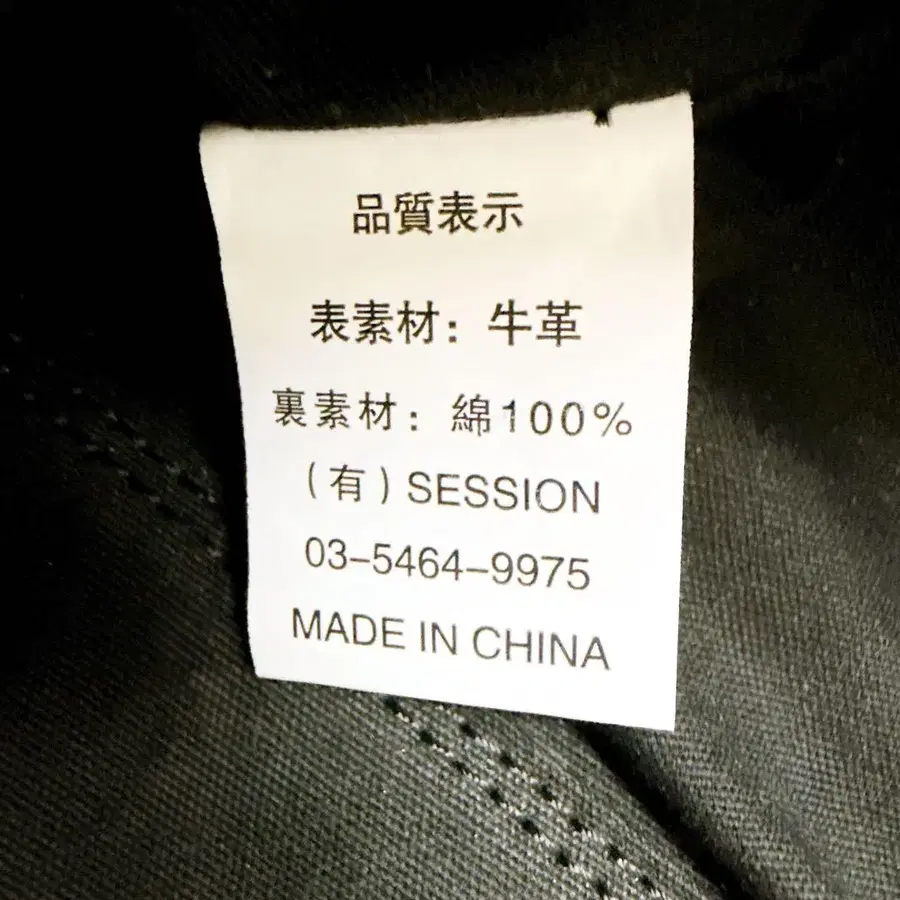 品質表示
表素材：牛革
裏素材：綿100%
(有) SESSION
03-5464-9975
MADE IN CHINA